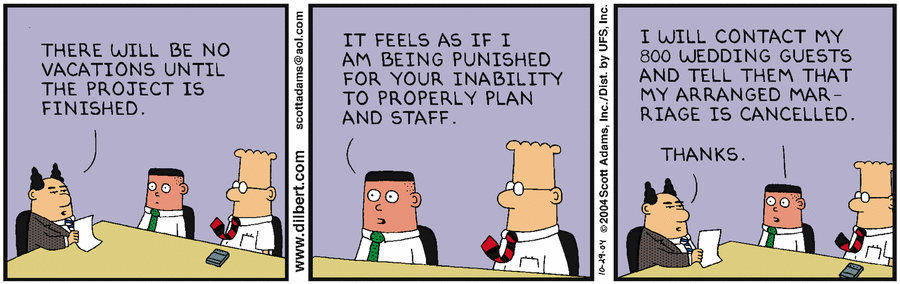 THERE WILL BE NO
VACATIONS UNTIL
THE PROJECT IS
FINISHED.
www.dilbert.com scottadams@aol.com
IT FEELS AS IF I
AM BEING PUNISHED
FOR YOUR INABILITY
TO PROPERLY PLAN
AND STAFF.
10-29-04 © 2004 Scott Adams, Inc./Dist. by UFS, Inc.
I WILL CONTACT MY
800 WEDDING GUESTS
AND TELL THEM THAT
MY ARRANGED MAR-
RIAGE IS CANCELLED.
THANKS.